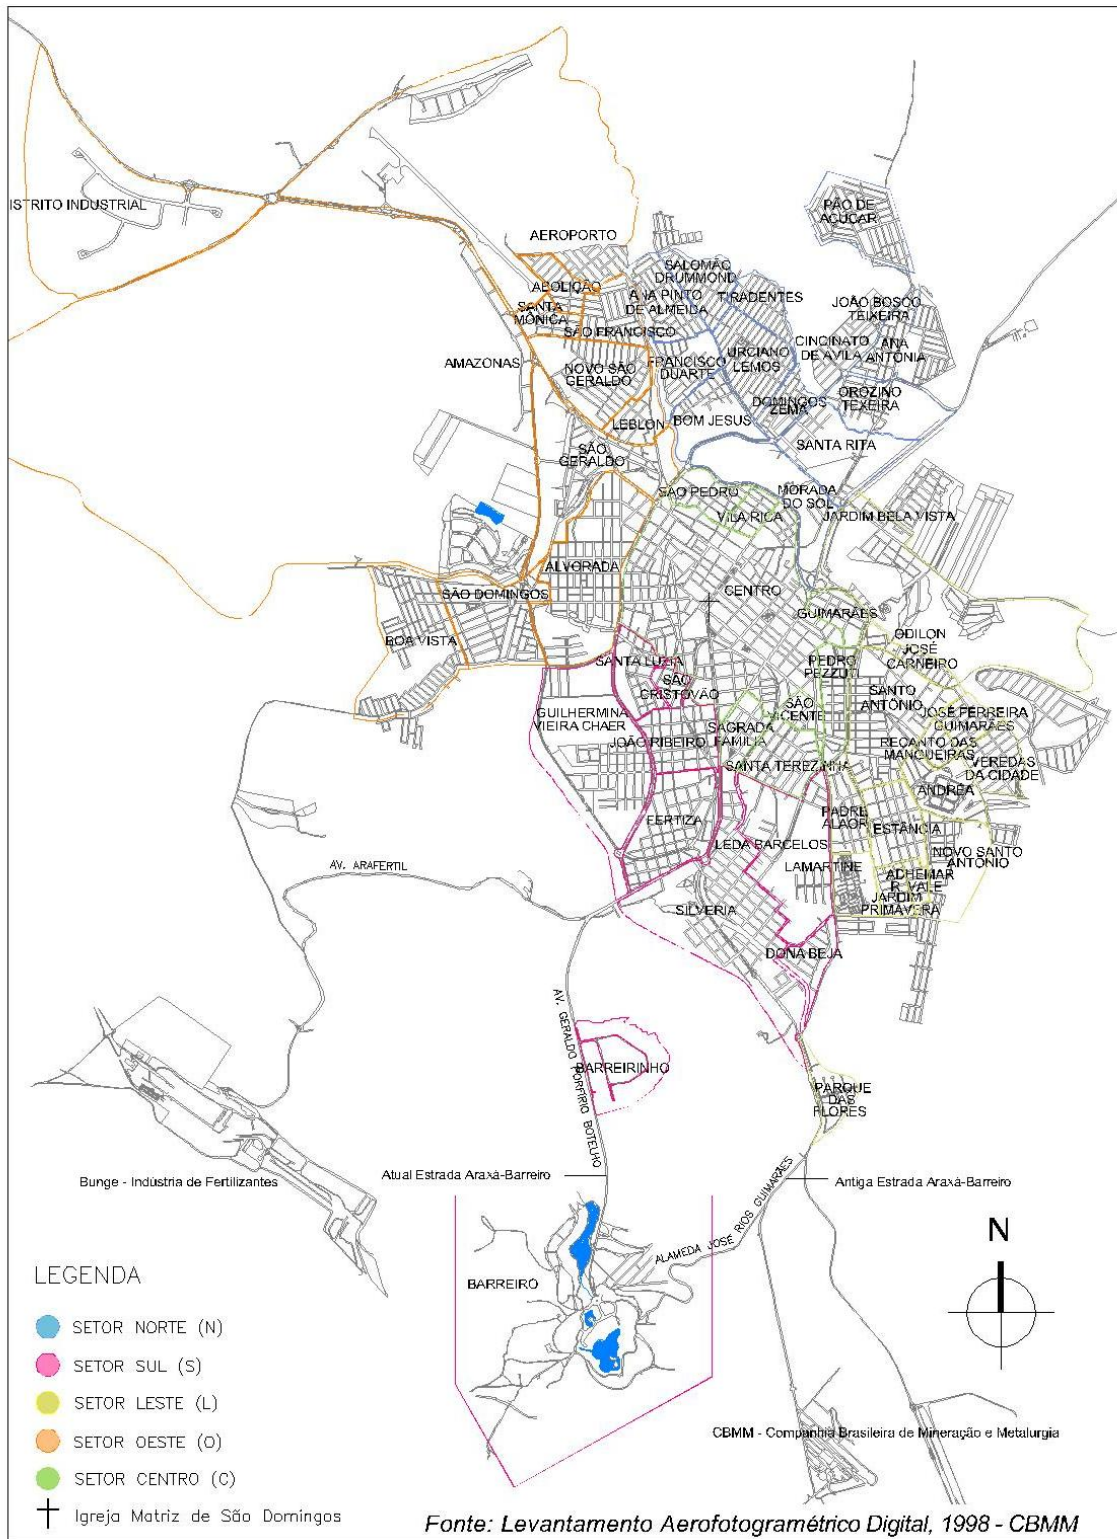 PÃO DE
AÇUCAR
ISTRITO INDUSTRIAL
AEROPORTO
SALOMÃO
DRUMMOND
ABOLIÇÃO
ANA PINTO
DE ALMEIDA
TIRADENTES
SANTA
MÔNICA
JOÃO BOSCO
TEIXEIRA
SÃO FRANCISCO
CINCINATO
DE AVILA
ANA
ANTÔNIA
AMAZONAS
NOVO SÃO
GERALDO
FRANCISCO
DUARTE
URCIANO
LEMOS
OROZINO
TEXEIRA
DOMINGOS
ZEMA
LEBLON
BOM JESUS
SANTA RITA
SÃO
GERALDO
SÃO PEDRO
MORADA
DO SOL
VILA RICA
JARDIM BELA VISTA
ALVORADA
CENTRO
SÃO DOMINGOS
GUIMARÃES
BOA VISTA
ODILON
JOSÉ
CARNEIRO
SANTA LUZIA
PEDRO
PEZZUTI
SÃO
CRISTOVÃO
SANTO
ANTÔNIO
SÃO
VICENTE
GUILHERMINA
VIEIRA CHAER
JOSÉ FERREIRA
GUIMARÃES
SAGRADA
FAMILIA
JOÃO RIBEIRO
RECANTO DAS
MANGUEIRAS
SANTA TEREZINHA
VEREDAS
DA CIDADE
ANDRÉA
PADRE
ALAOR
FERTIZA
ESTÂNCIA
LEDA BARCELOS
NOVO SANTO
ANTÔNIO
LAMARTINE
ADHEMAR
R. VALE
AV. ARAFERTIL
JARDIM
PRIMAVERA
SILVERIA
DONA BEJA
AV. GERALDO PORFIRIO BOTELHO
BARREIRINHO
PARQUE
DAS
FLORES
Bunge - Indústria de Fertilizantes
Atual Estrada Araxá-Barreiro
Antiga Estrada Araxá-Barreiro
ALAMEDA JOSÉ RIOS GUIMARÃES
N
BARREIRO
LEGENDA
SETOR NORTE (N)
SETOR SUL (S)
SETOR LESTE (L)
SETOR OESTE (O)
SETOR CENTRO (C)
Igreja Matriz de São Domingos
CBMM - Companhia Brasileira de Mineração e Metalurgia
Fonte: Levantamento Aerofotogramétrico Digital, 1998 - CBMM